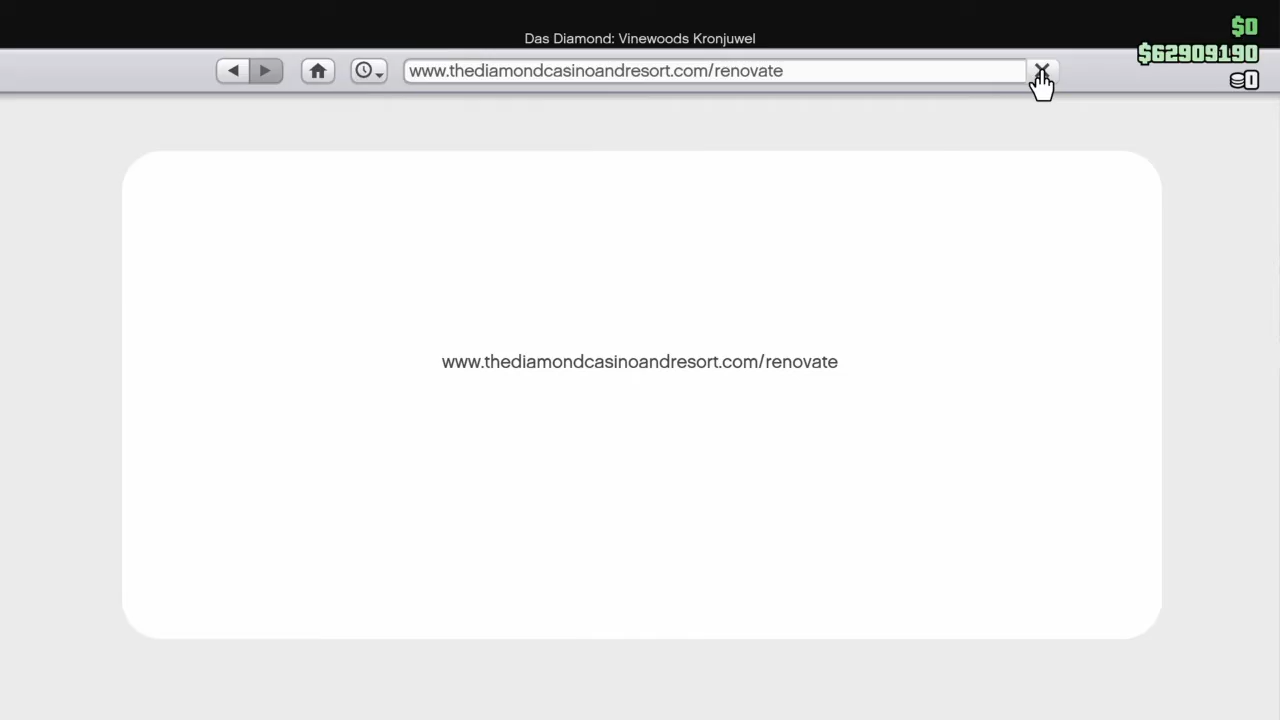 Das Diamond: Vinewoods Kronjuwel
$0
$62909190
www.thediamondcasinoandresort.com/renovate
0
www.thediamondcasinoandresort.com/renovate